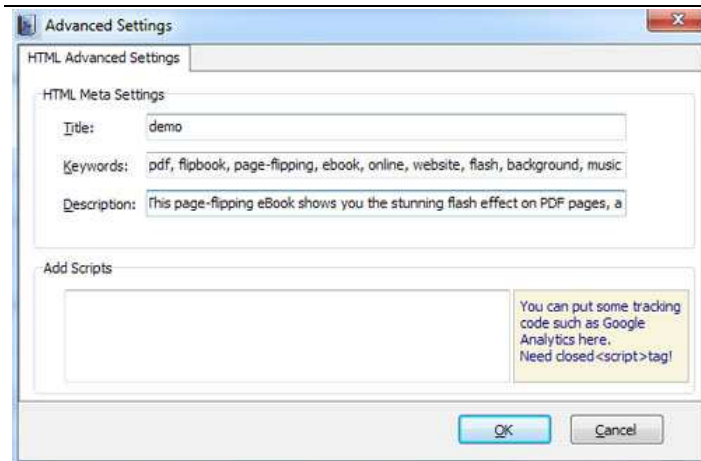 Advanced Settings
HTML Advanced Settings
HTML Meta Settings
Title: demo
Keywords: pdf, flipbook, page-flipping, ebook, online, website, flash, background, music
Description: This page-flipping eBook shows you the stunning flash effect on PDF pages, a
Add Scripts
You can put some tracking
code such as Google
Analytics here.
Need closed<script>tag!
OK Cancel